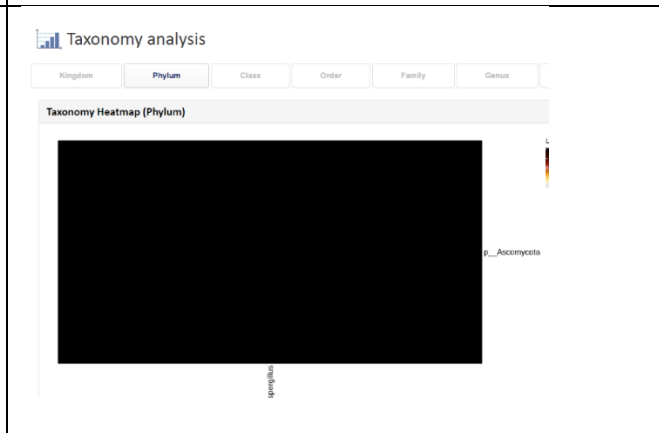 Taxonomy analysis
Kingdom Phylum Class Order Family Genus
Taxonomy Heatmap (Phylum)
p__Ascomycota
spergillus